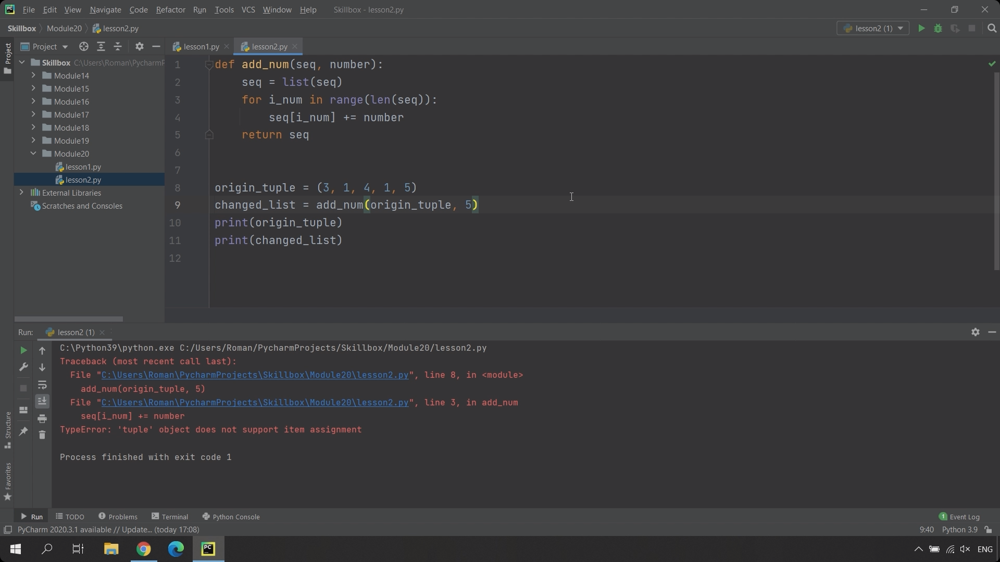 PC File Edit View Navigate Code Refactor Run Tools VCS Window Help Skillbox - lesson2.py
Skillbox Module20 lesson2.py lesson2 (1)
Project lesson1.py lesson2.py
Project
Skillbox C:\Users\Roman\PycharmP
Module14
Module15
Module16
Module17
Module18
Module19
Module20
lesson1.py
lesson2.py
External Libraries
Scratches and Consoles
1 def add_num(seq, number):
2 seq = list(seq)
3 for i_num in range(len(seq)):
4 seq[i_num] += number
5 return seq
6
7
8 origin_tuple = (3, 1, 4, 1, 5)
9 changed_list = add_num(origin_tuple, 5)
10 print(origin_tuple)
11 print(changed_list)
12
Run: lesson2 (1)
C:\Python39\python.exe C:/Users/Roman/PycharmProjects/Skillbox/Module20/lesson2.py
Traceback (most recent call last):
File "C:\Users\Roman\PycharmProjects\Skillbox\Module20\lesson2.py", line 8, in <module>
add_num(origin_tuple, 5)
File "C:\Users\Roman\PycharmProjects\Skillbox\Module20\lesson2.py", line 3, in add_num
seq[i_num] += number
TypeError: 'tuple' object does not support item assignment
Process finished with exit code 1
Structure
Favorites
Run TODO Problems Terminal Python Console 1 Event Log
PyCharm 2020.3.1 available // Update... (today 17:08) 9:40 Python 3.9
PC ENG